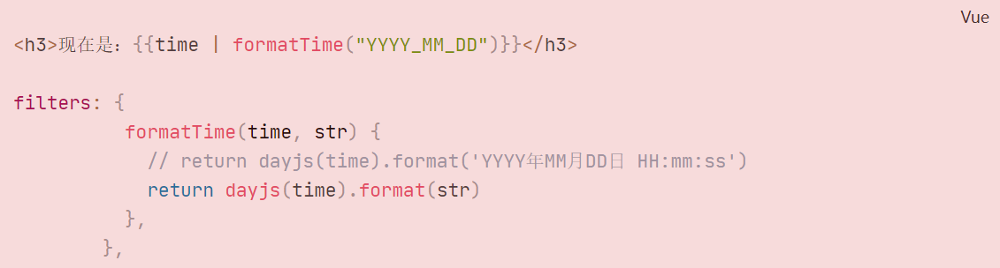 Vue
<h3>现在是：{{time | formatTime("YYYY_MM_DD")}}</h3>
filters: {
formatTime(time, str) {
// return dayjs(time).format('YYYY年MM月DD日 HH:mm:ss')
return dayjs(time).format(str)
},
},